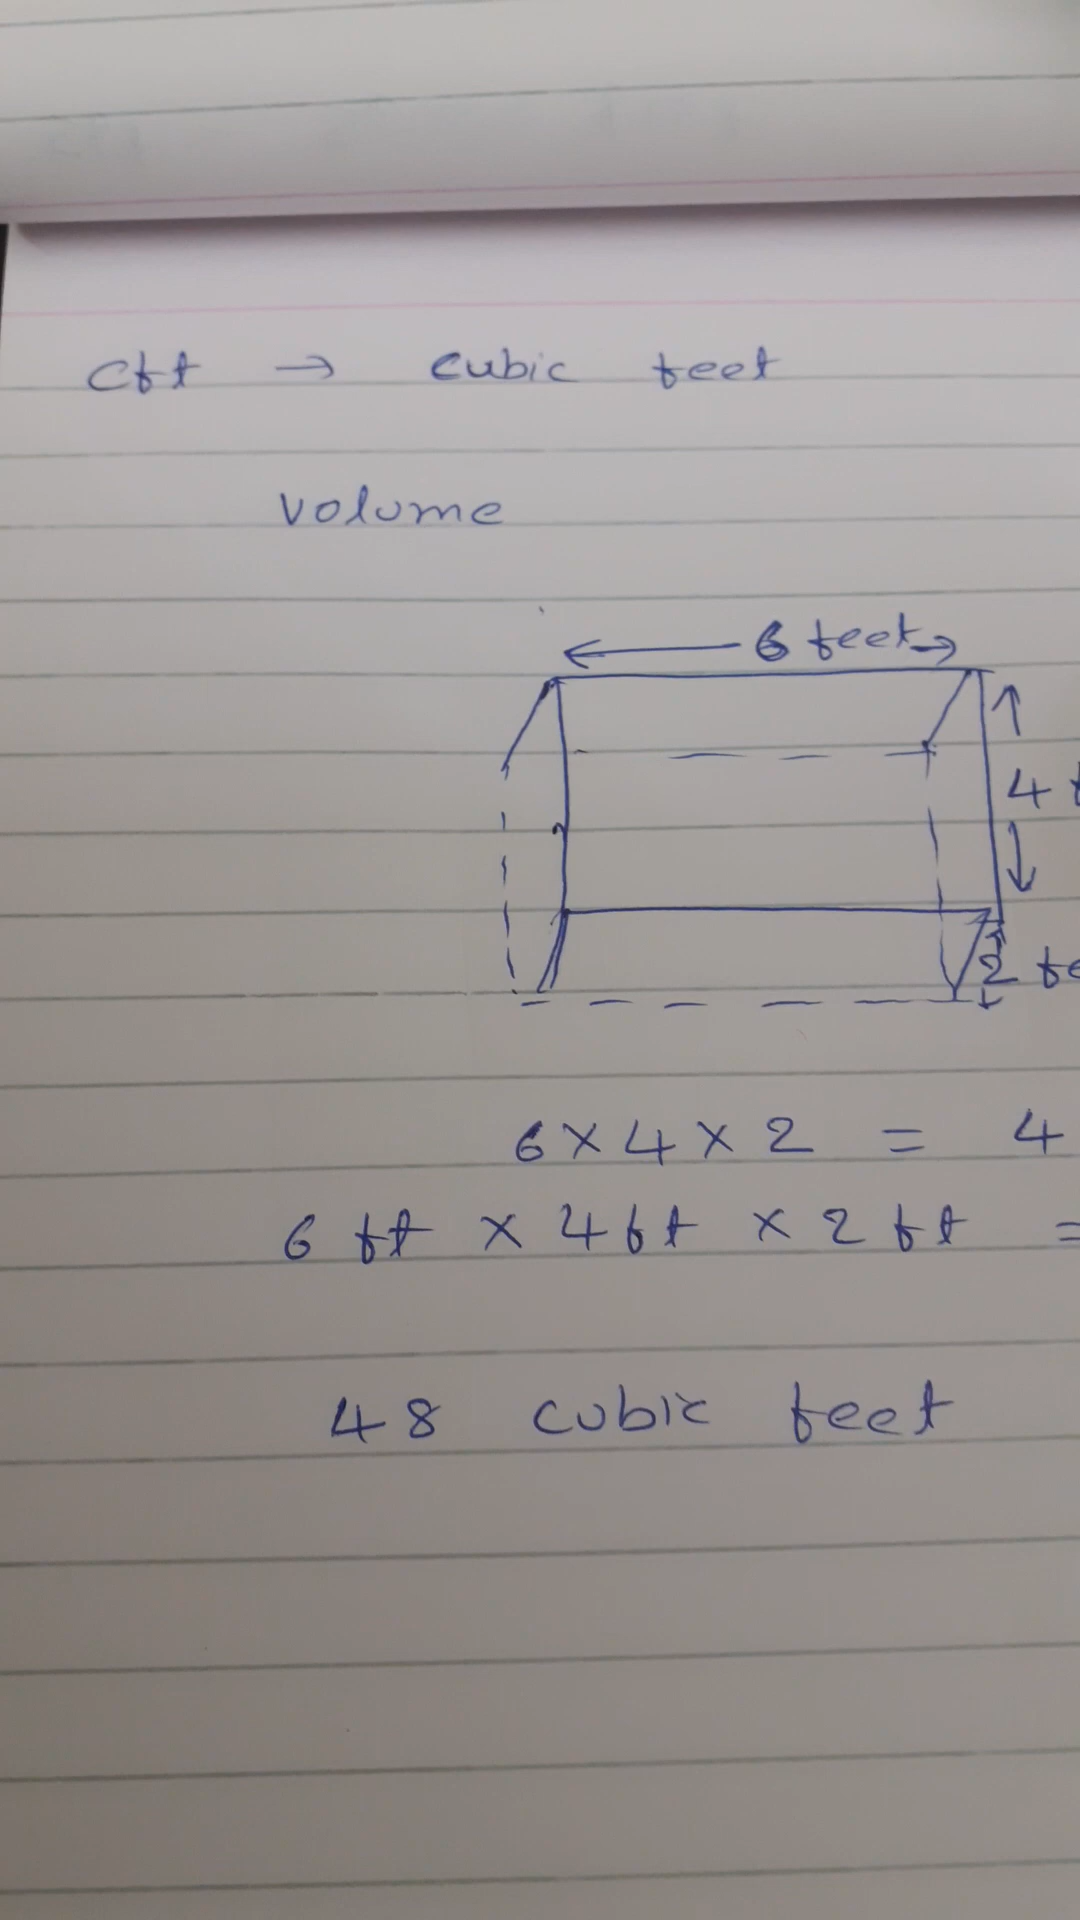 cft → cubic feet
volume
6 feet
4
2
6 x 4 x 2 = 4
6 ft x 4 ft x 2 ft =
48 cubic feet